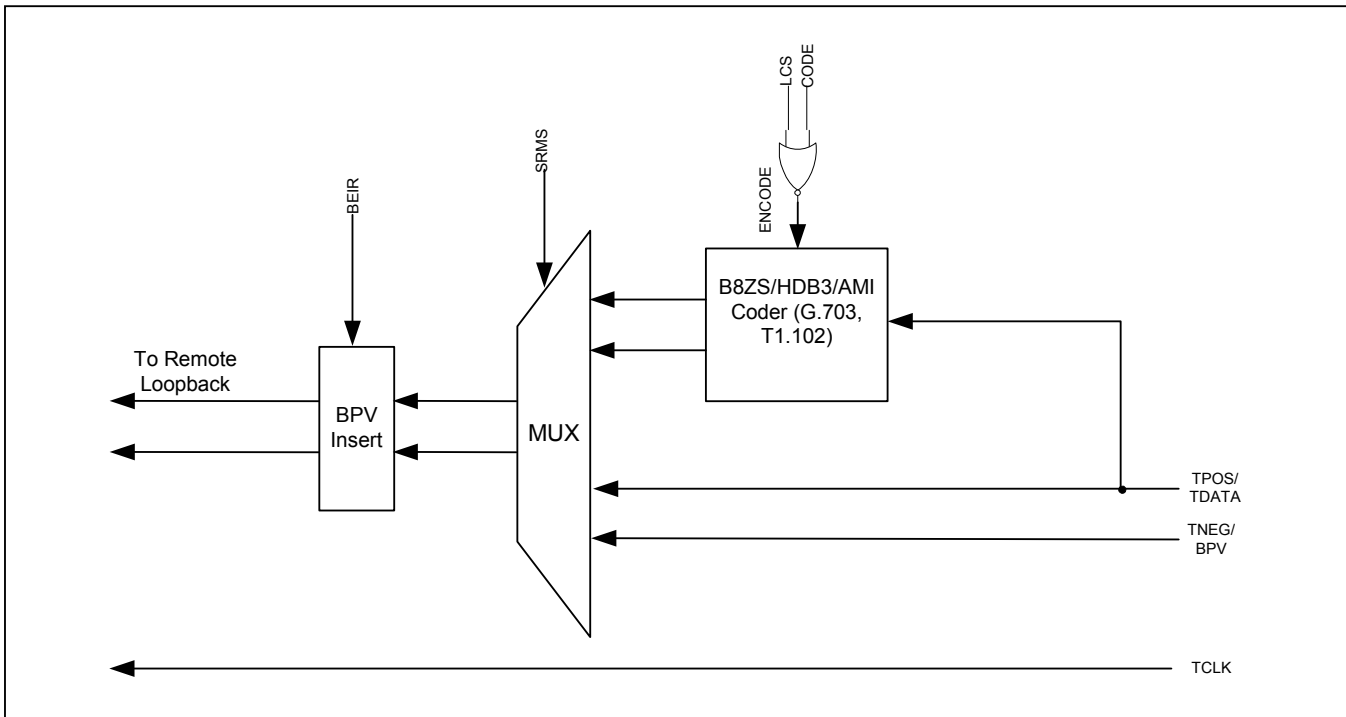 LCS
CODE
SRMS
BEIR
ENCODE
B8ZS/HDB3/AMI
Coder (G.703,
T1.102)
To Remote
Loopback
BPV
Insert
MUX
TPOS/
TDATA
TNEG/
BPV
TCLK